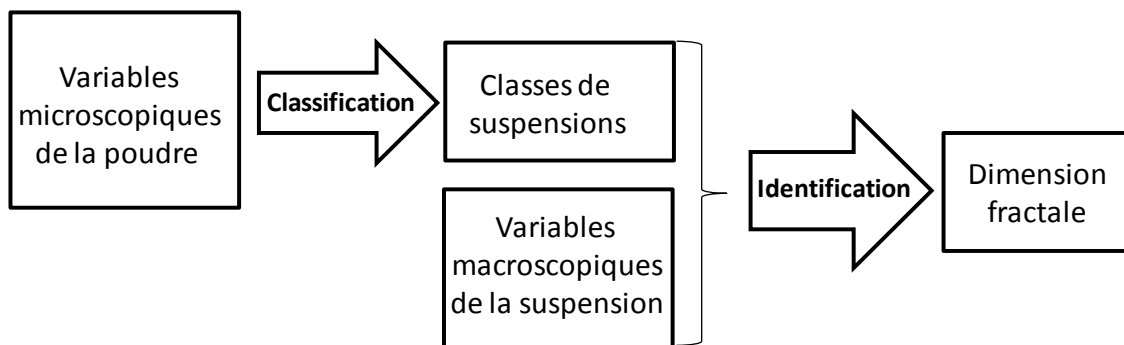 Variables
microscopiques
de la poudre
Classification
Classes de
suspensions
Variables
macroscopiques
de la suspension
Identification
Dimension
fractale